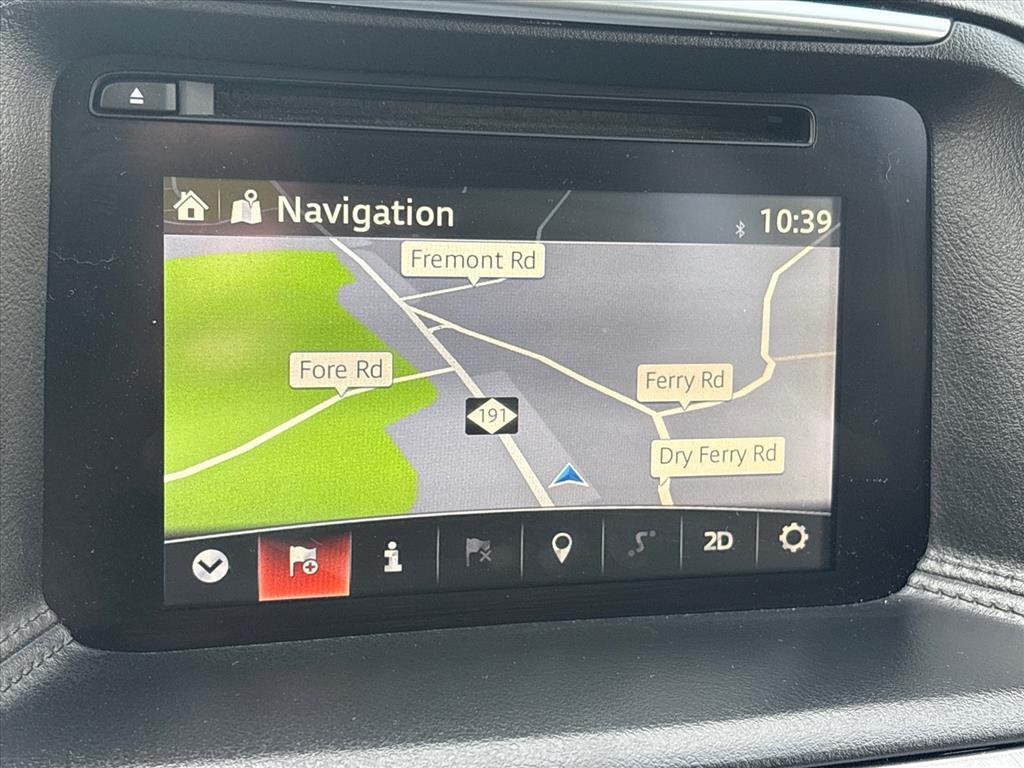 Navigation
10:39
Fremont Rd
Fore Rd
Ferry Rd
191
Dry Ferry Rd
2D